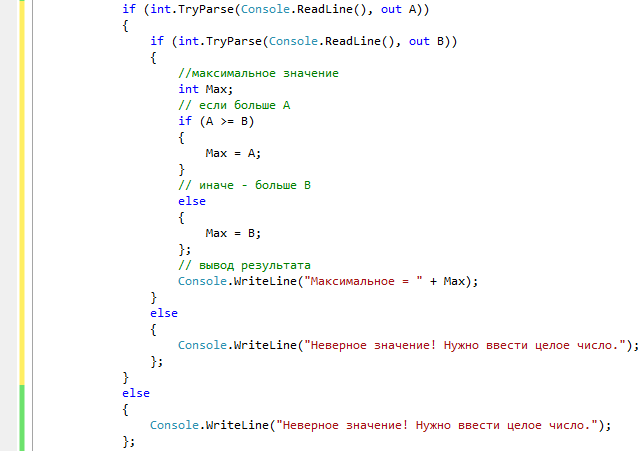 if (int.TryParse(Console.ReadLine(), out A))
{
if (int.TryParse(Console.ReadLine(), out B))
{
//максимальное значение
int Max;
// если больше A
if (A >= B)
{
Max = A;
}
// иначе - больше B
else
{
Max = B;
};
// вывод результата
Console.WriteLine("Максимальное = " + Max);
}
else
{
Console.WriteLine("Неверное значение! Нужно ввести целое число.");
};
}
else
{
Console.WriteLine("Неверное значение! Нужно ввести целое число.");
};